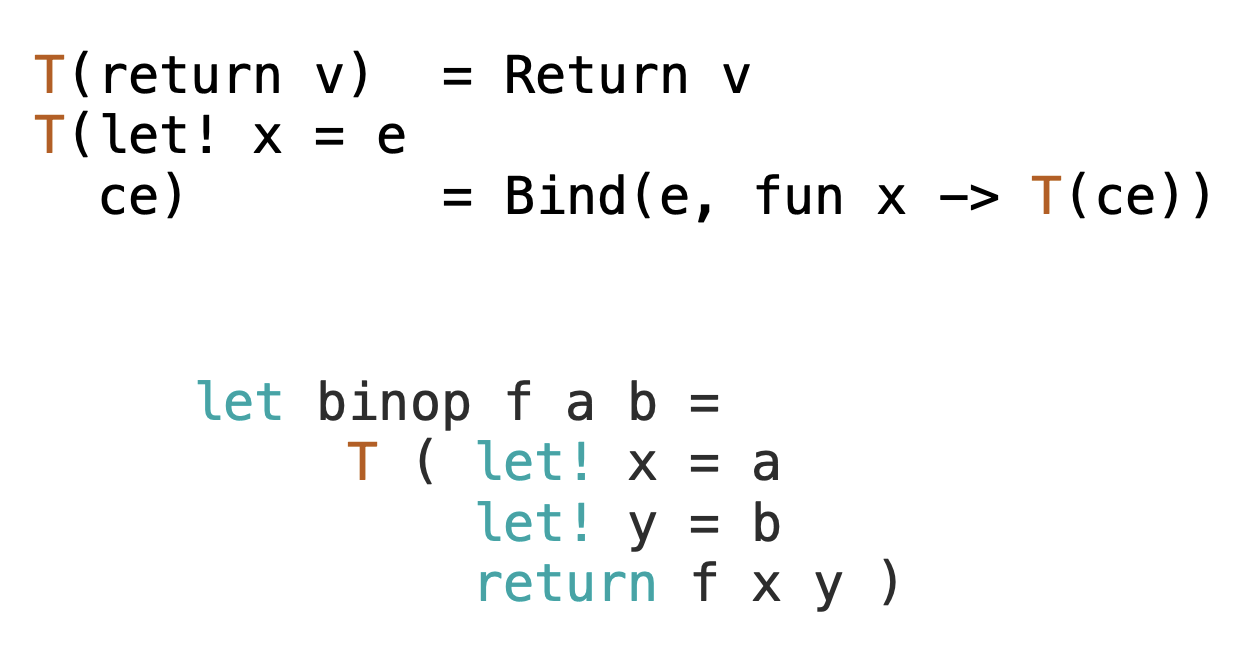 T(return v)  = Return v
T(let! x = e
  ce)        = Bind(e, fun x -> T(ce))
let binop f a b =
T ( let! x = a
let! y = b
return f x y )